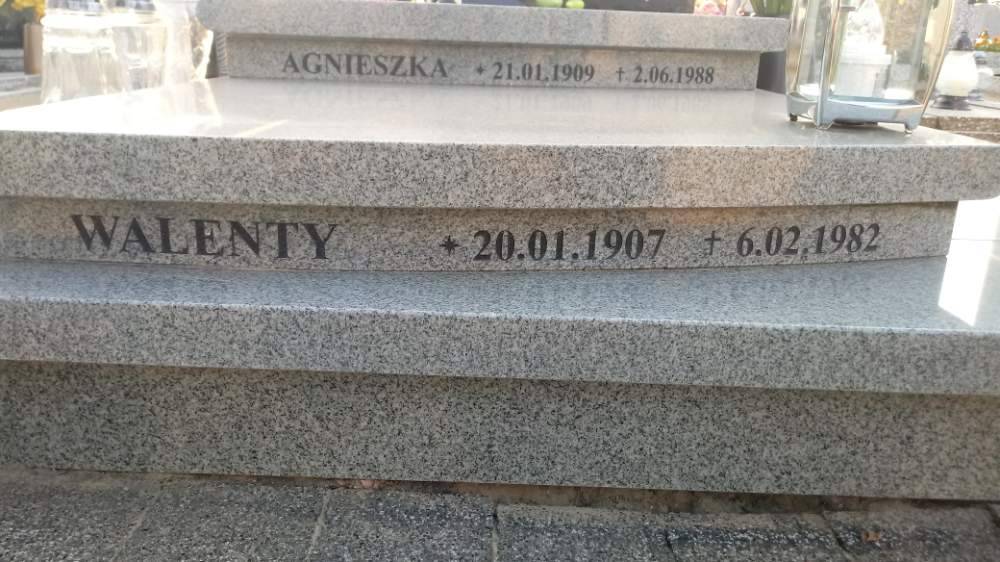 AGNIESZKA * 21.01.1909 † 2.06.1988
WALENTY * 20.01.1907 † 6.02.1982